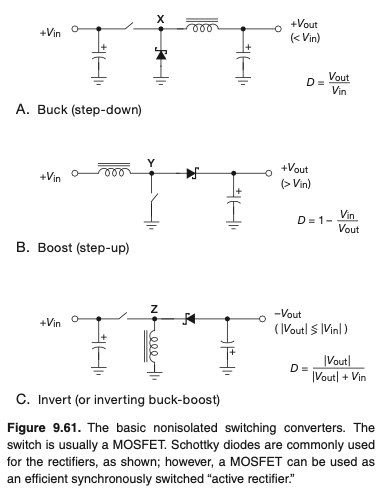 X
+Vin
+Vout
(< Vin)
+
+
D = Vout / Vin
A. Buck (step-down)
Y
+Vin
+Vout
(> Vin)
+
D = 1 − Vin / Vout
B. Boost (step-up)
Z
+Vin
−Vout
(|Vout| ≶ |Vin|)
+
+
D = |Vout| / |Vout| + Vin
C. Invert (or inverting buck-boost)
Figure 9.61. The basic nonisolated switching converters. The
switch is usually a MOSFET. Schottky diodes are commonly used
for the rectifiers, as shown; however, a MOSFET can be used as
an efficient synchronously switched “active rectifier.”